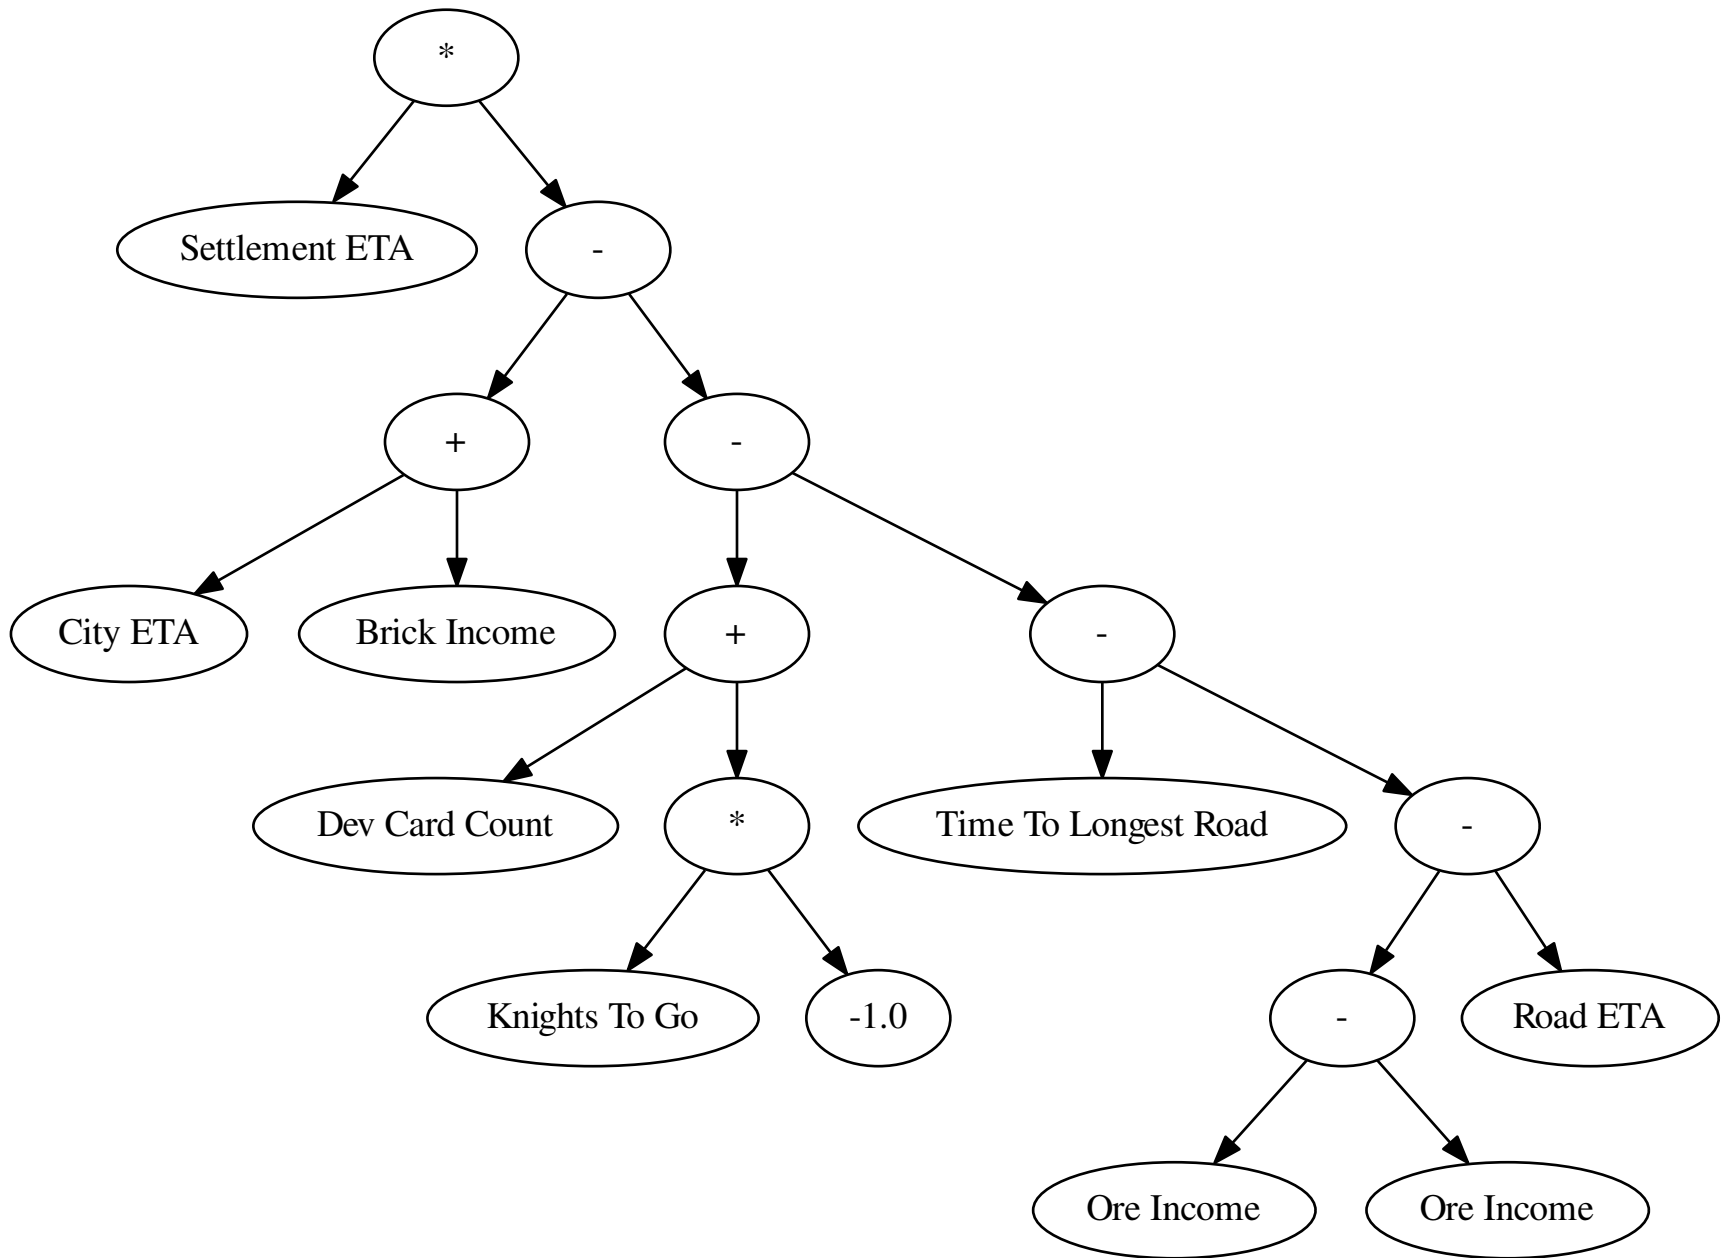 *
Settlement ETA
-
+
-
City ETA
Brick Income
+
-
Dev Card Count
*
Time To Longest Road
-
Knights To Go
-1.0
-
Road ETA
Ore Income
Ore Income